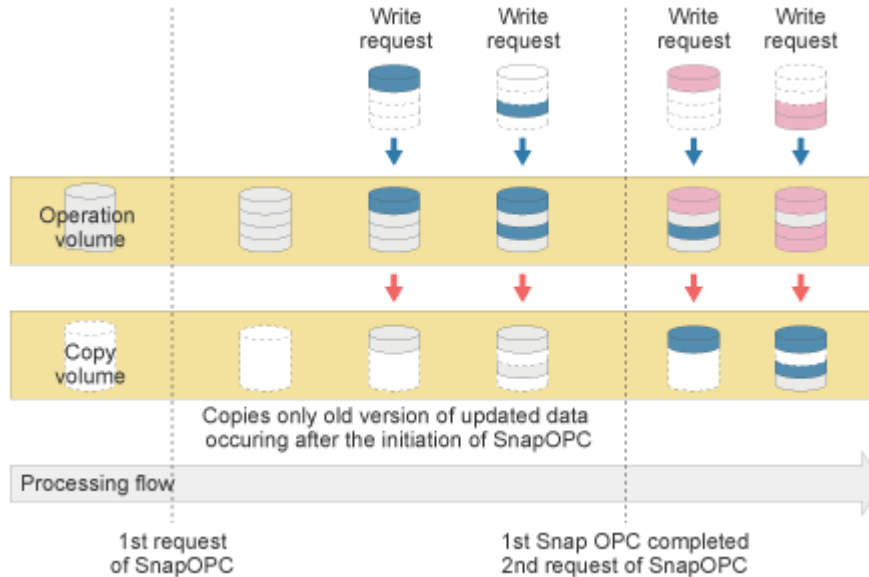 Write
request
Write
request
Write
request
Write
request
Operation
volume
Copy
volume
Copies only old version of updated data
occuring after the initiation of SnapOPC
Processing flow
1st request
of SnapOPC
1st Snap OPC completed
2nd request of SnapOPC